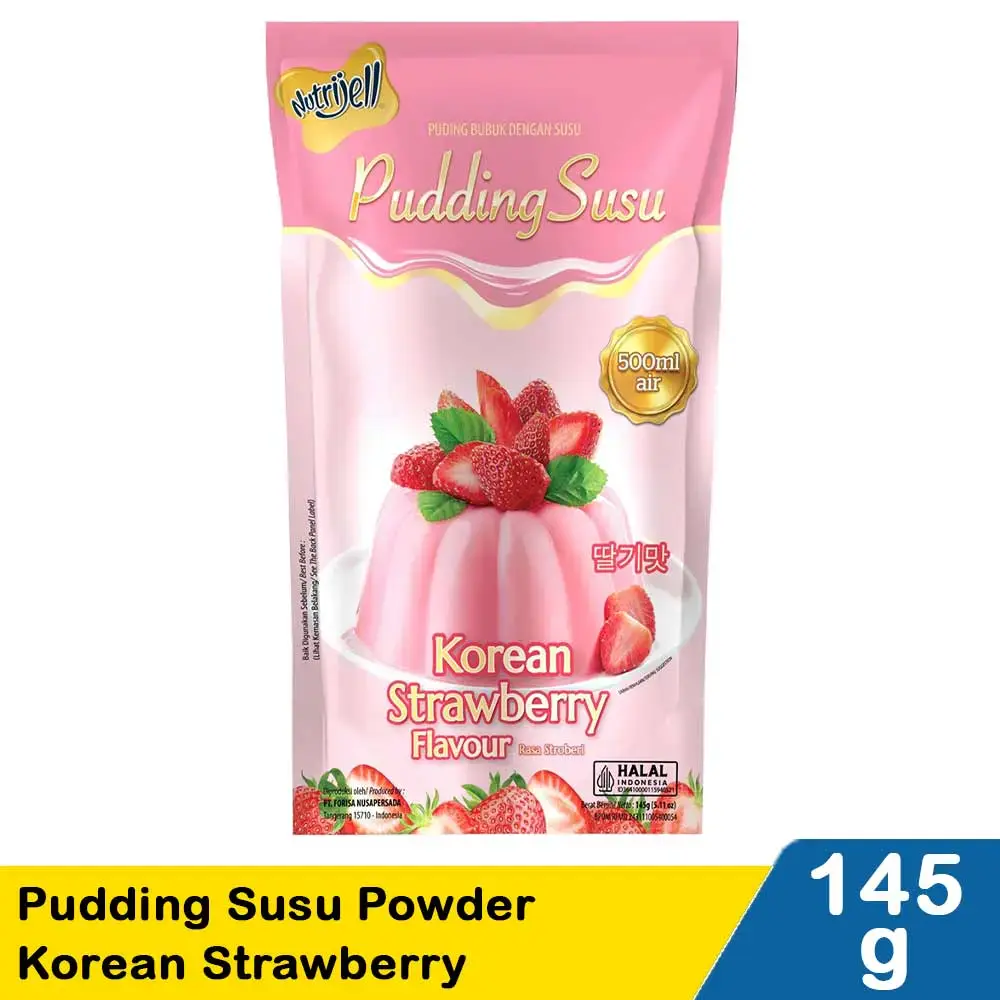 Nutrijell
PUDING BUBUK DENGAN SUSU
Pudding Susu
500ml
air
딸기맛
Baik Digunakan Sebelum/ Best Before :
(Lihat Kemasan Belakang/ See The Back Panel Label)
Korean
Strawberry
Flavour Rasa Stroberi
HALAL
INDONESIA
Diproduksi oleh/ Produced by :
PT. FORISA NUSAPERSADA
Tangerang 15710 - Indonesia
Berat Bersih/ Netto : 145g (5.11 oz)
Pudding Susu Powder
Korean Strawberry
145
g